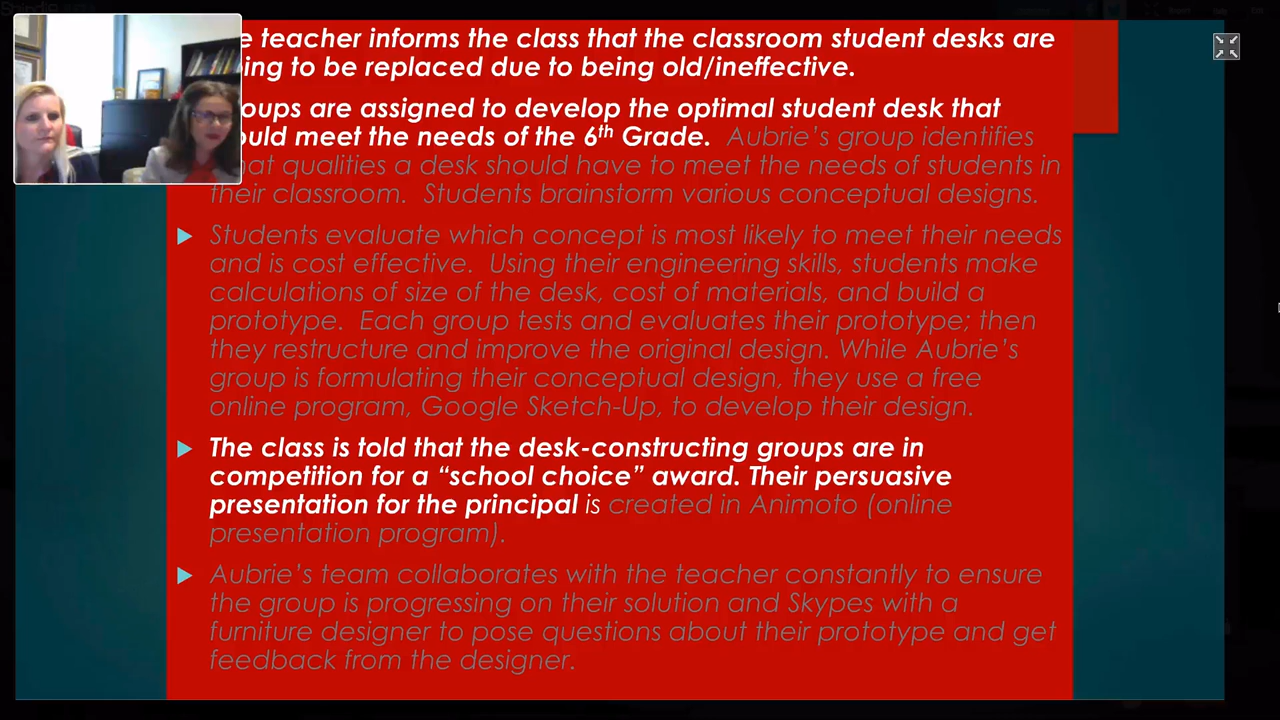 e teacher informs the class that the classroom student desks are
ing to be replaced due to being old/ineffective.
oups are assigned to develop the optimal student desk that
ould meet the needs of the 6th Grade. Aubrie’s group identifies
hat qualities a desk should have to meet the needs of students in
their classroom. Students brainstorm various conceptual designs.
Students evaluate which concept is most likely to meet their needs
and is cost effective. Using their engineering skills, students make
calculations of size of the desk, cost of materials, and build a
prototype. Each group tests and evaluates their prototype; then
they restructure and improve the original design. While Aubrie’s
group is formulating their conceptual design, they use a free
online program, Google Sketch-Up, to develop their design.
The class is told that the desk-constructing groups are in
competition for a “school choice” award. Their persuasive
presentation for the principal is created in Animoto (online
presentation program).
Aubrie’s team collaborates with the teacher constantly to ensure
the group is progressing on their solution and Skypes with a
furniture designer to pose questions about their prototype and get
feedback from the designer.